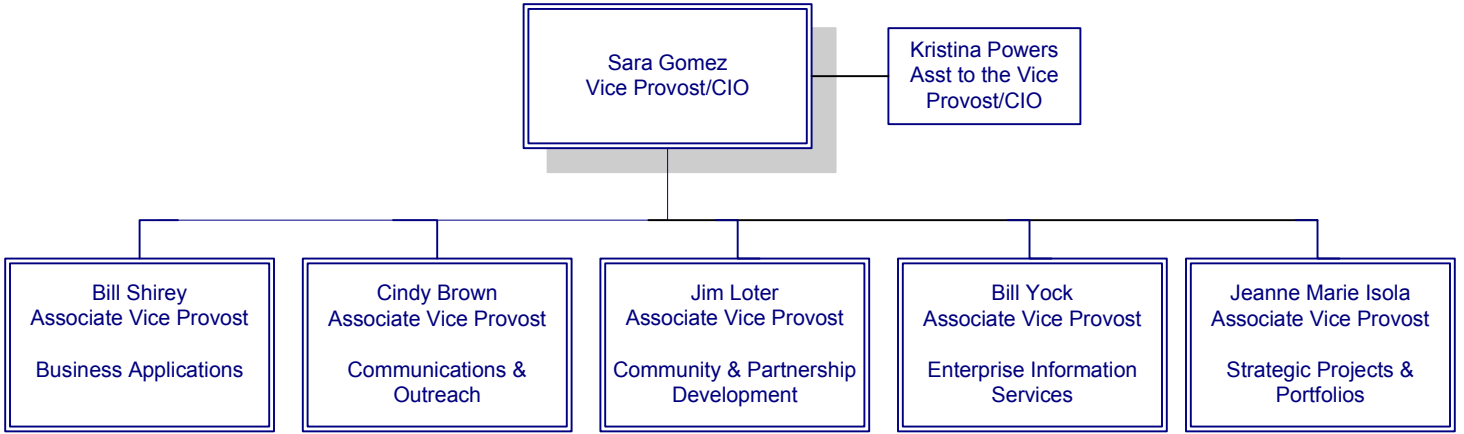 Sara Gomez
Vice Provost/CIO
Kristina Powers
Asst to the Vice
Provost/CIO
Bill Shirey
Associate Vice Provost
Business Applications
Cindy Brown
Associate Vice Provost
Communications &
Outreach
Jim Loter
Associate Vice Provost
Community & Partnership
Development
Bill Yock
Associate Vice Provost
Enterprise Information
Services
Jeanne Marie Isola
Associate Vice Provost
Strategic Projects &
Portfolios